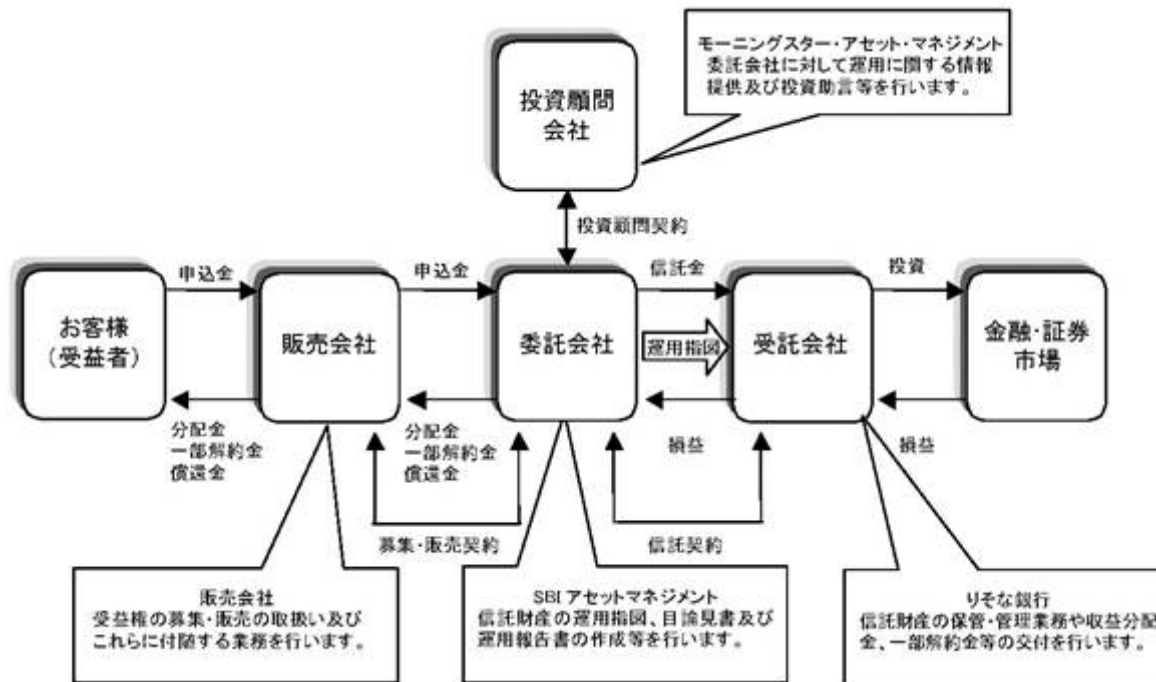 モーニングスター・アセット・マネジメント
委託会社に対して運用に関する情報
提供及び投資助言等を行います。
投資顧問
会社
投資顧問契約
申込金
申込金
信託金
投資
お客様
(受益者)
販売会社
委託会社
運用指図
受託会社
金融・証券
市場
分配金
一部解約金
償還金
分配金
一部解約金
償還金
損益
損益
募集・販売契約
信託契約
販売会社
受益権の募集・販売の取扱い及び
これらに付随する業務を行います。
SBIアセットマネジメント
信託財産の運用指図、目論見書及び
運用報告書の作成等を行います。
りそな銀行
信託財産の保管・管理業務や収益分配
金、一部解約金等の交付を行います。